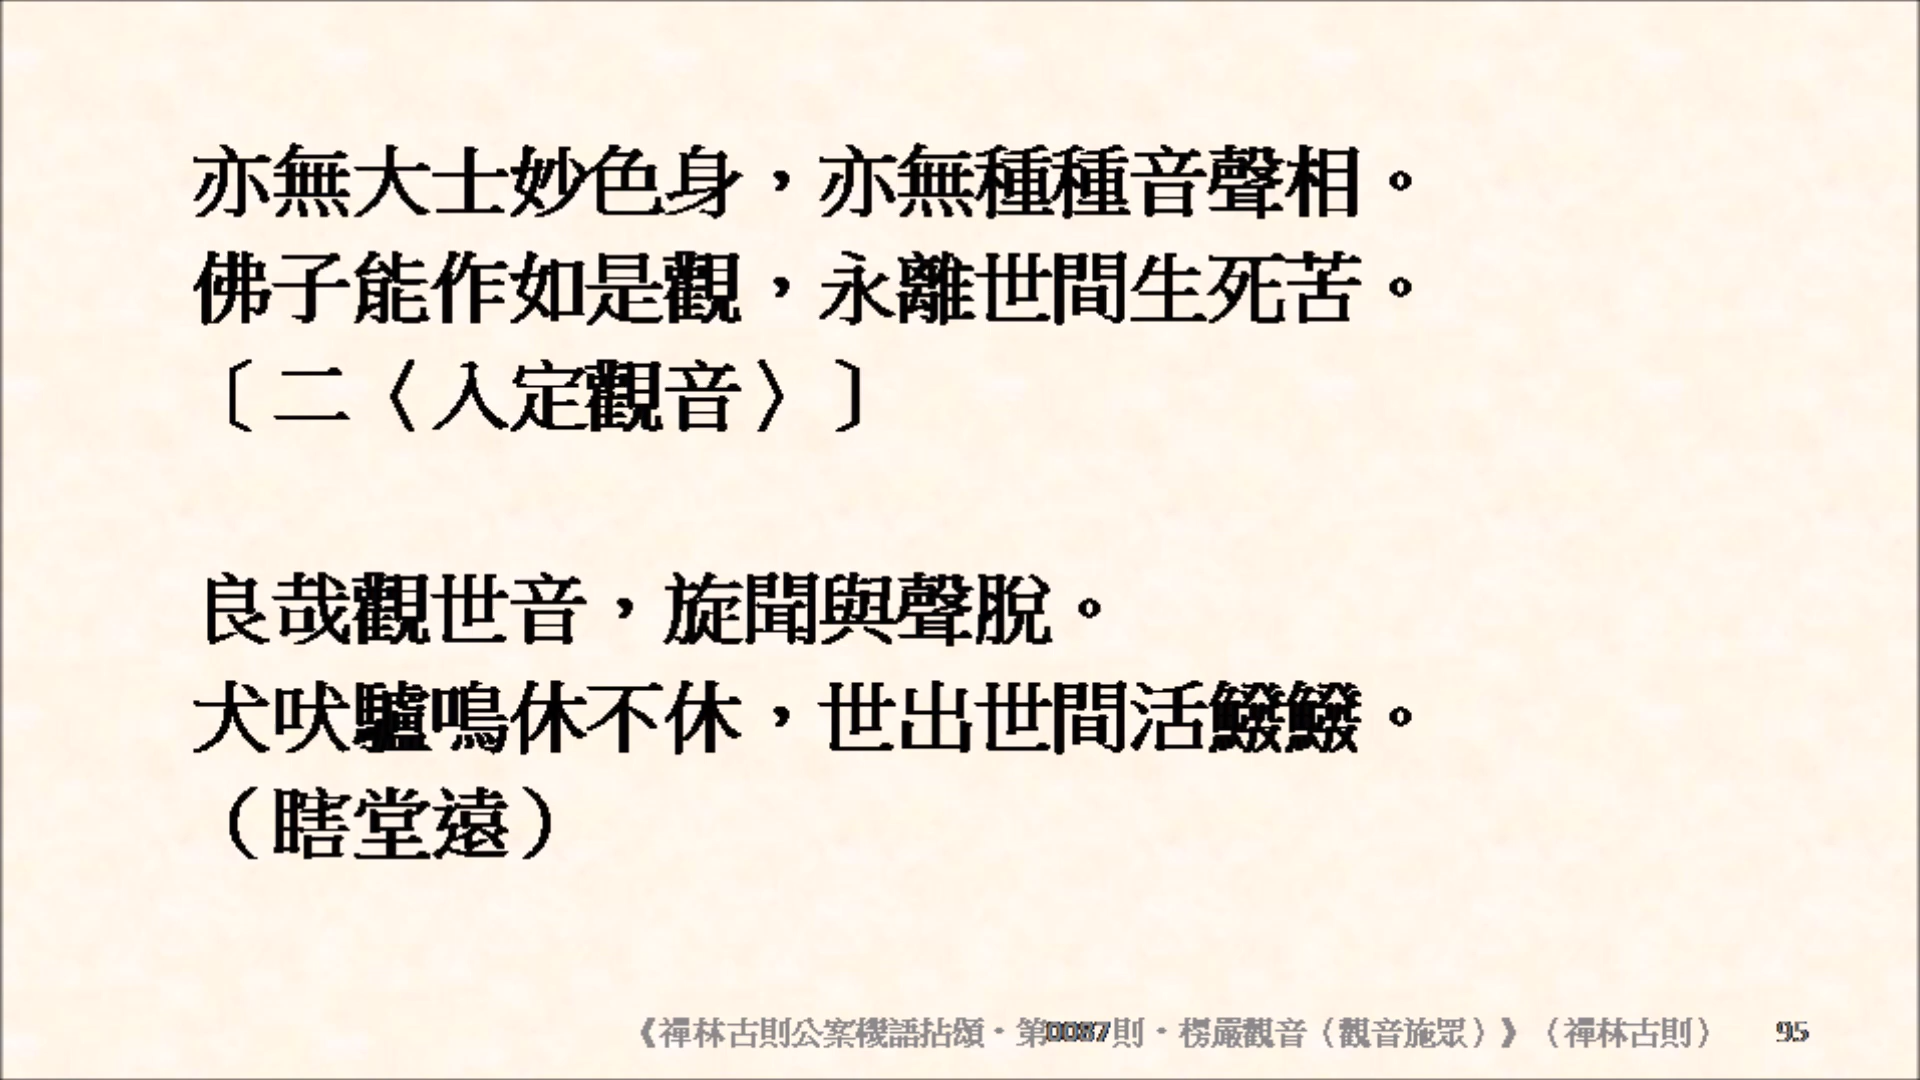 亦無大士妙色身，亦無種種音聲相。
佛子能作如是觀，永離世間生死苦。
〔二〈入定觀音〉〕
良哉觀世音，旋聞與聲脫。
犬吠驢鳴休不休，世出世間活鱍鱍。
（瞎堂遠）
《禪林古則公案機語拈頌·第0087則·楞嚴觀音（觀音施眾）》（禪林古則） 95